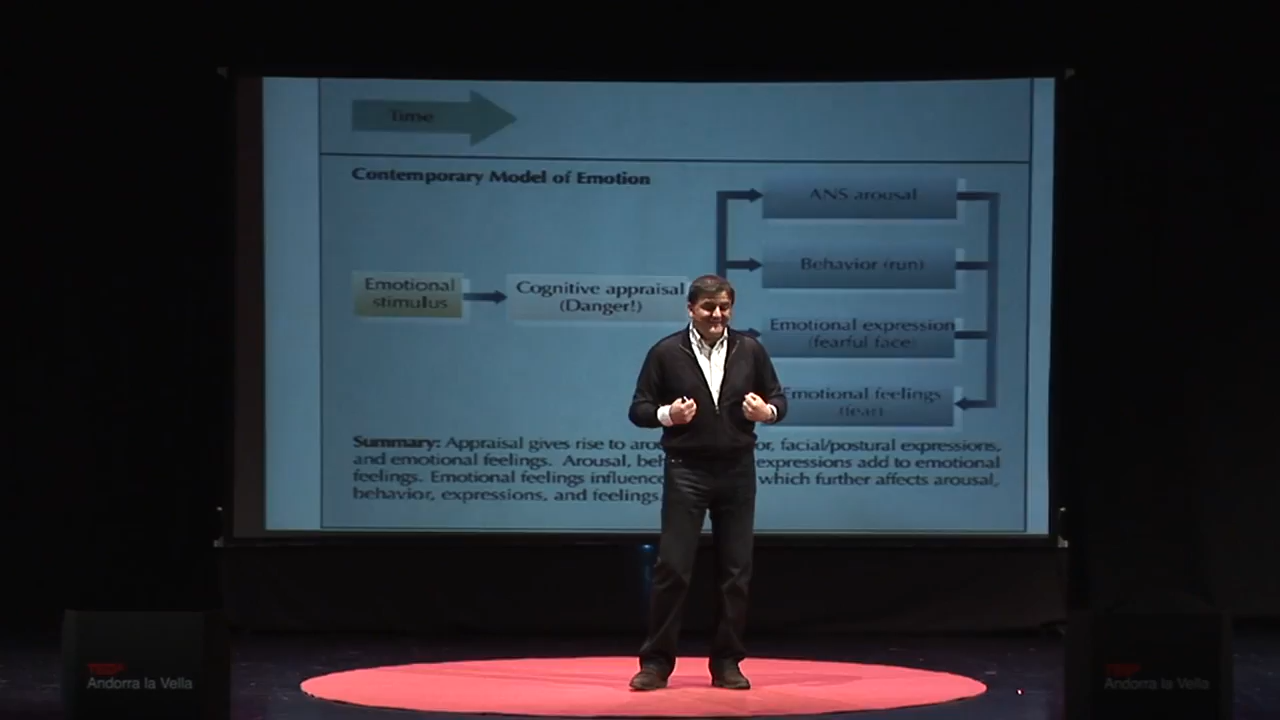 Time
Contemporary Model of Emotion
ANS arousal
Behavior (run)
Emotional
stimulus
Cognitive appraisal
(Danger!)
Emotional expression
(fearful face)
Emotional feelings
(fear)
Summary: Appraisal gives rise to facial/postural expressions,
and emotional feelings. Arousal, expressions add to emotional
feelings. Emotional feelings influence which further affects arousal,
behavior, expressions, and feelings.
TEDx
Andorra la Vella
TEDx
Andorra la Vella